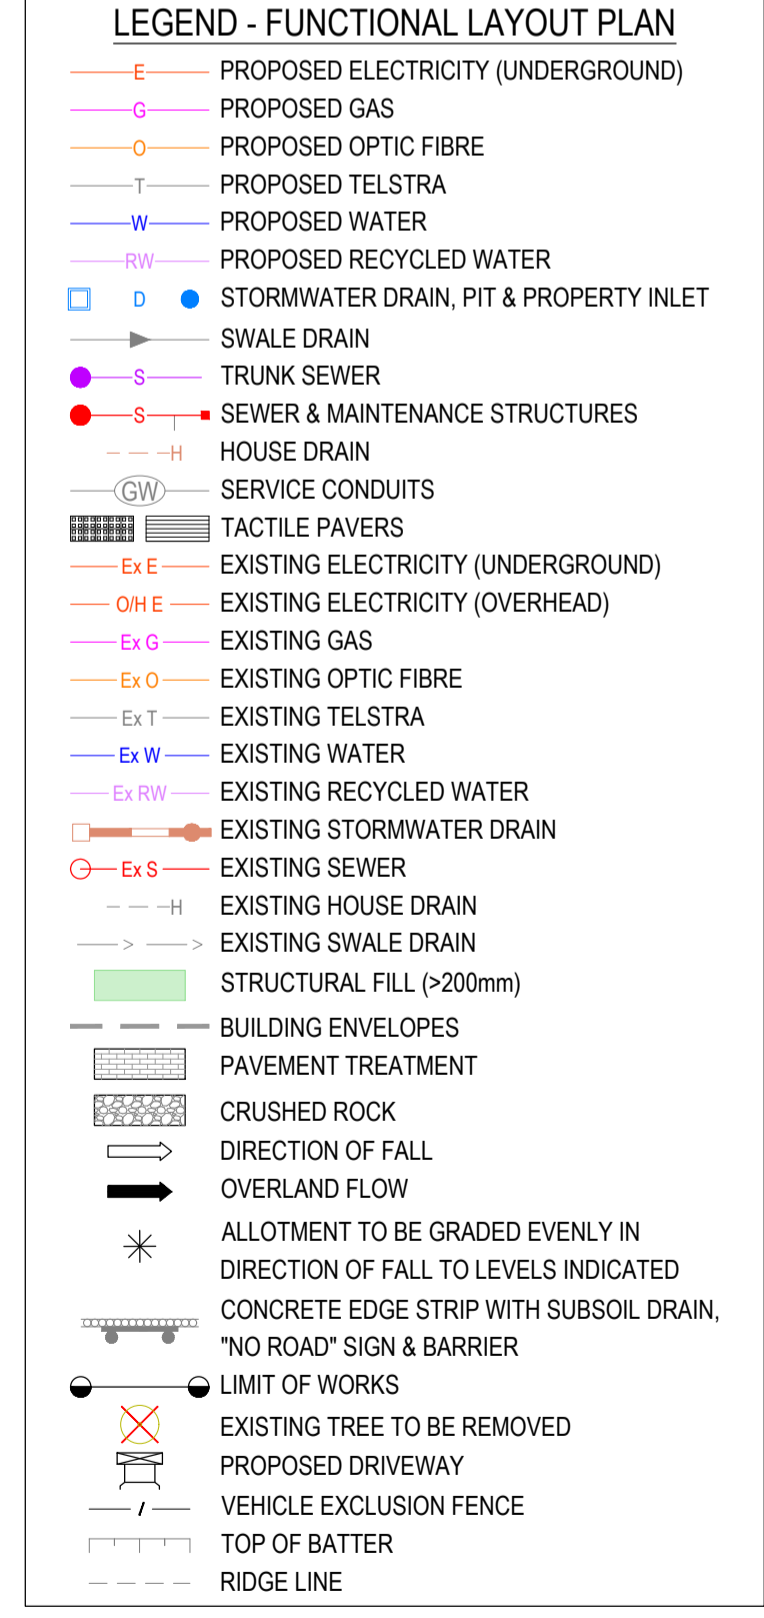 LEGEND - FUNCTIONAL LAYOUT PLAN
E PROPOSED ELECTRICITY (UNDERGROUND)
G PROPOSED GAS
O PROPOSED OPTIC FIBRE
T PROPOSED TELSTRA
W PROPOSED WATER
RW PROPOSED RECYCLED WATER
D STORMWATER DRAIN, PIT & PROPERTY INLET
SWALE DRAIN
S TRUNK SEWER
S SEWER & MAINTENANCE STRUCTURES
H HOUSE DRAIN
GW SERVICE CONDUITS
TACTILE PAVERS
Ex E EXISTING ELECTRICITY (UNDERGROUND)
O/H E EXISTING ELECTRICITY (OVERHEAD)
Ex G EXISTING GAS
Ex O EXISTING OPTIC FIBRE
Ex T EXISTING TELSTRA
Ex W EXISTING WATER
Ex RW EXISTING RECYCLED WATER
EXISTING STORMWATER DRAIN
Ex S EXISTING SEWER
H EXISTING HOUSE DRAIN
EXISTING SWALE DRAIN
STRUCTURAL FILL (>200mm)
BUILDING ENVELOPES
PAVEMENT TREATMENT
CRUSHED ROCK
DIRECTION OF FALL
OVERLAND FLOW
ALLOTMENT TO BE GRADED EVENLY IN
DIRECTION OF FALL TO LEVELS INDICATED
CONCRETE EDGE STRIP WITH SUBSOIL DRAIN,
"NO ROAD" SIGN & BARRIER
LIMIT OF WORKS
EXISTING TREE TO BE REMOVED
PROPOSED DRIVEWAY
VEHICLE EXCLUSION FENCE
TOP OF BATTER
RIDGE LINE